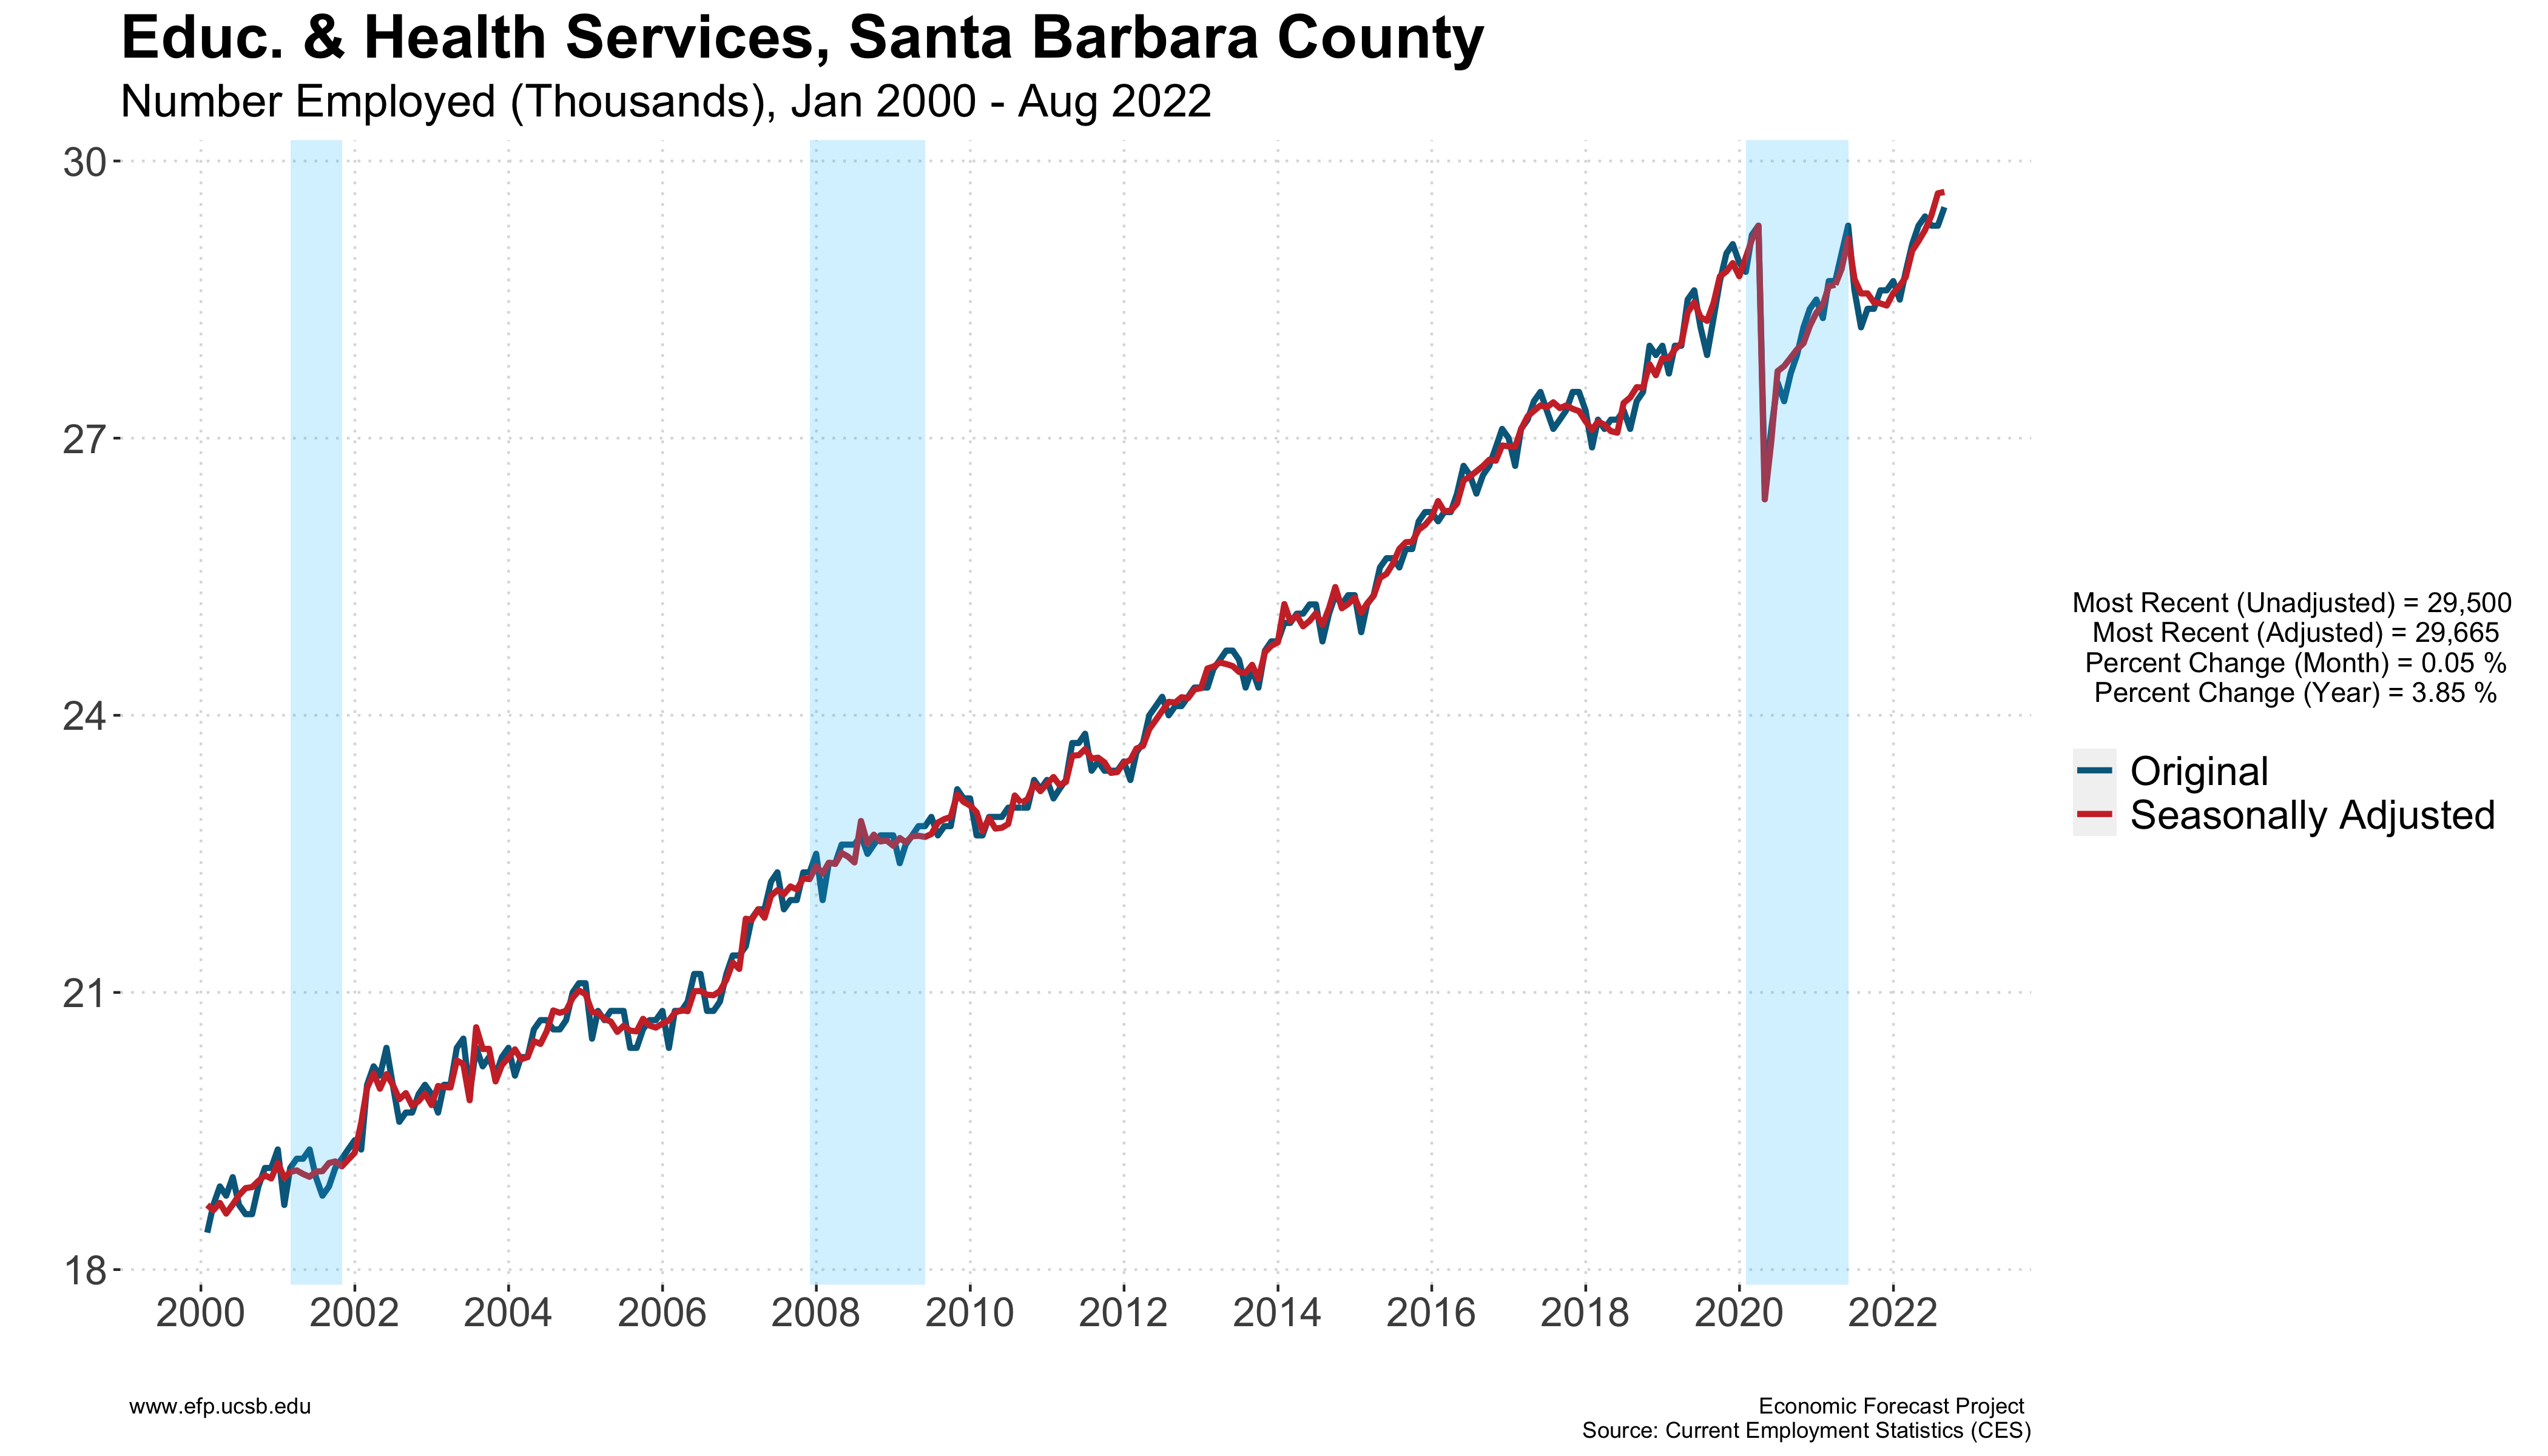 Educ. & Health Services, Santa Barbara County
Number Employed (Thousands), Jan 2000 - Aug 2022
30
27
24
21
18
2000 2002 2004 2006 2008 2010 2012 2014 2016 2018 2020 2022
Most Recent (Unadjusted) = 29,500
Most Recent (Adjusted) = 29,665
Percent Change (Month) = 0.05 %
Percent Change (Year) = 3.85 %
Original
Seasonally Adjusted
www.efp.ucsb.edu
Economic Forecast Project
Source: Current Employment Statistics (CES)